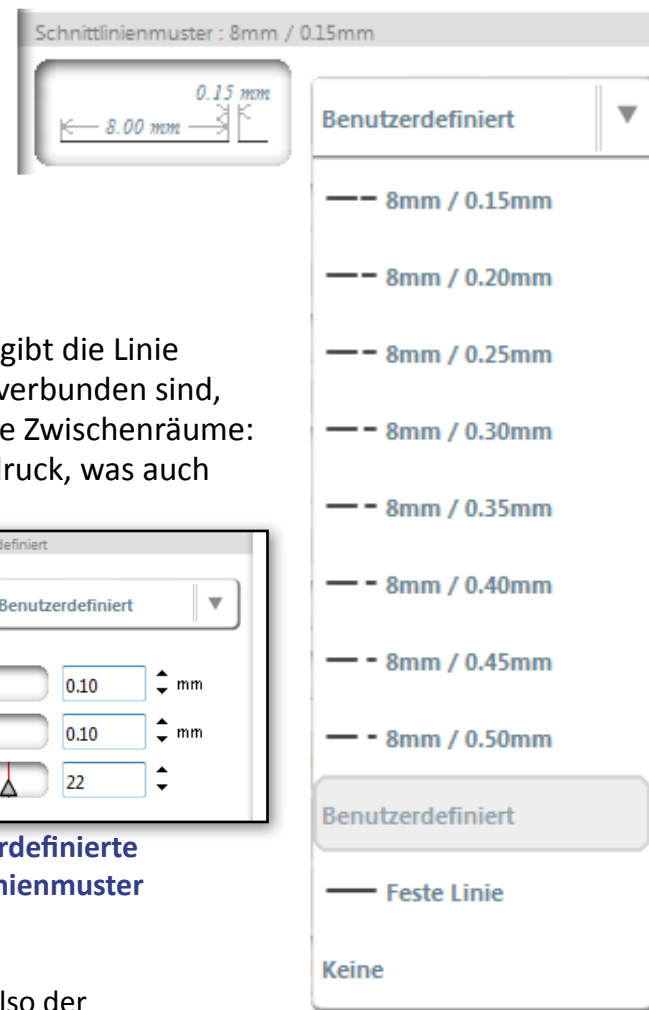 Schnittlinienmuster : 8mm / 0.15mm
0.15 mm
8.00 mm
Benutzerdefiniert
8mm / 0.15mm
8mm / 0.20mm
8mm / 0.25mm
8mm / 0.30mm
8mm / 0.35mm
8mm / 0.40mm
8mm / 0.45mm
8mm / 0.50mm
Benutzerdefiniert
Feste Linie
Keine
gibt die Linie
verbunden sind,
e Zwischenräume:
druck, was auch
definiert
Benutzerdefiniert
0.10 mm
0.10 mm
22
rdefinierte
nienmuster
lso der